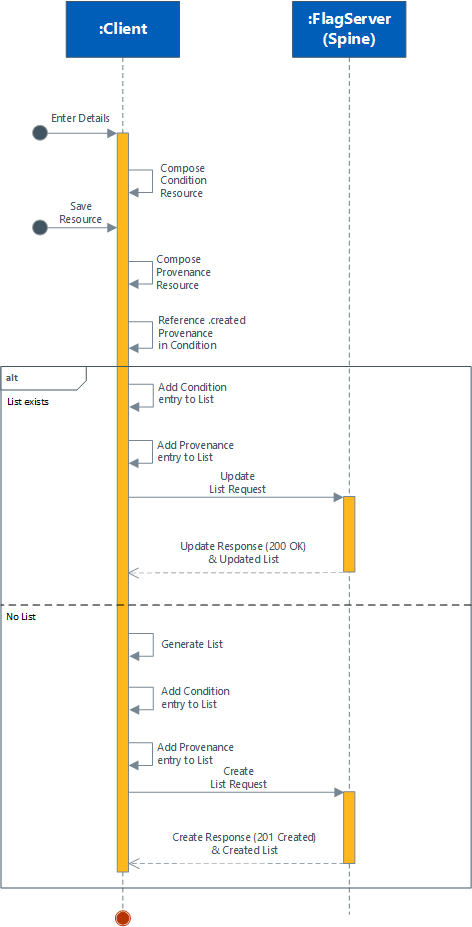 :Client
:FlagServer
(Spine)
Enter Details
Compose
Condition
Resource
Save
Resource
Compose
Provenance
Resource
Reference .created
Provenance
in Condition
alt
List exists
Add Condition
entry to List
Add Provenance
entry to List
Update
List Request
Update Response (200 OK)
& Updated List
No List
Generate List
Add Condition
entry to List
Add Provenance
entry to List
Create
List Request
Create Response (201 Created)
& Created List